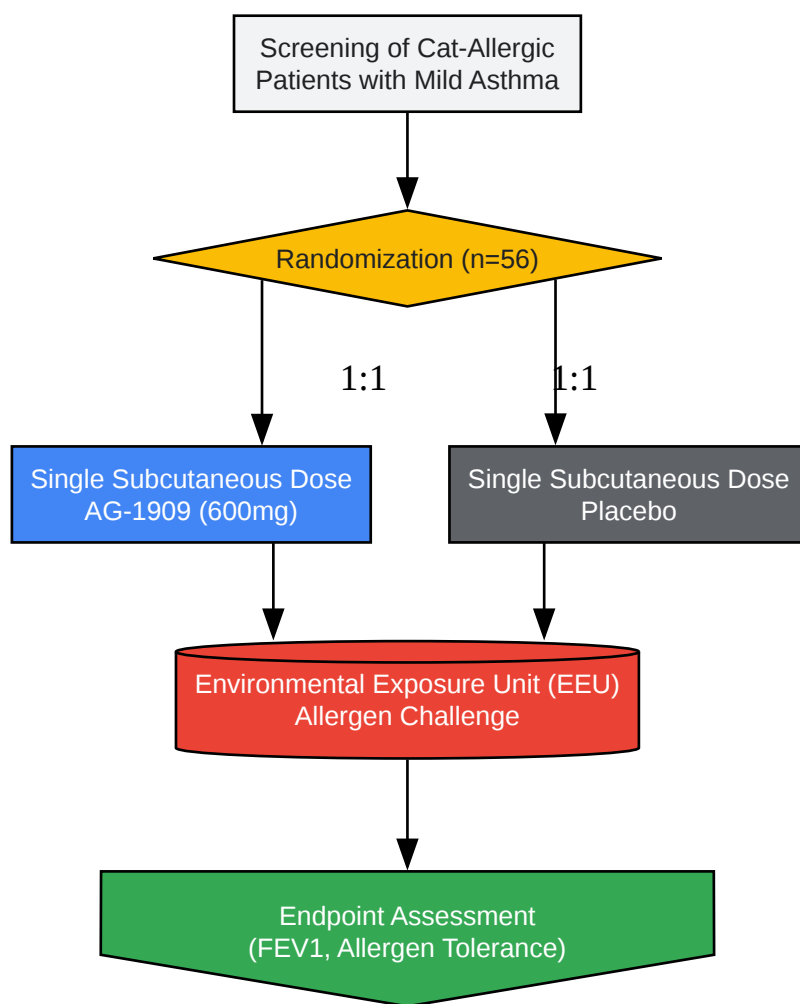 Screening of Cat-Allergic
Patients with Mild Asthma
Randomization (n=56)
1:1
1:1
Single Subcutaneous Dose
AG-1909 (600mg)
Single Subcutaneous Dose
Placebo
Environmental Exposure Unit (EEU)
Allergen Challenge
Endpoint Assessment
(FEV1, Allergen Tolerance)